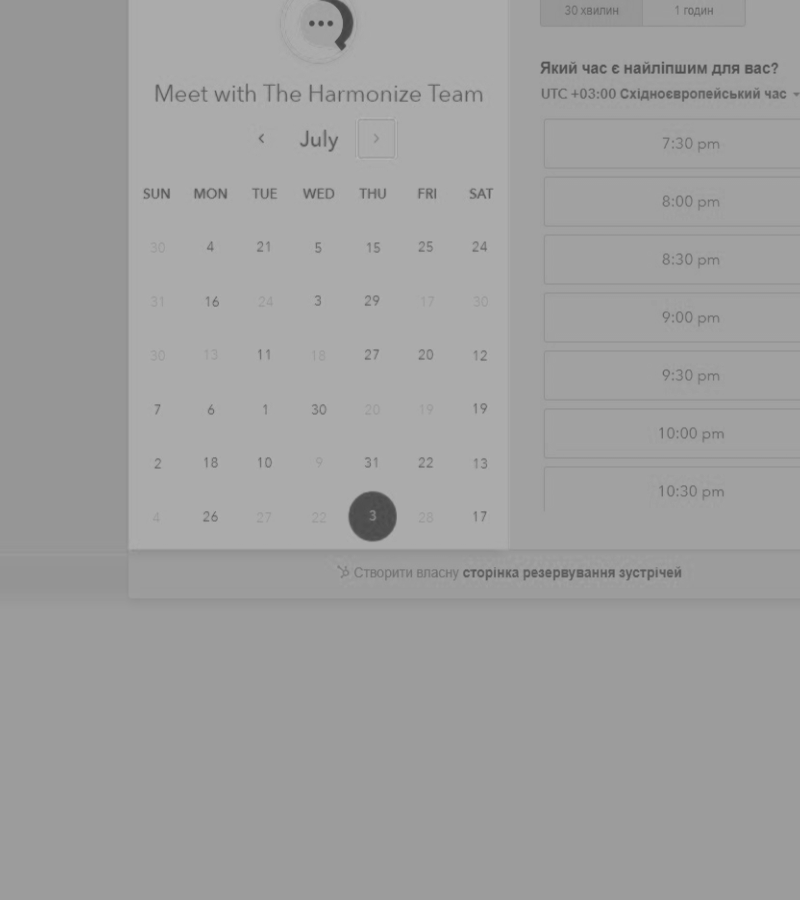 30 хвилин 1 годин
Meet with The Harmonize Team
Який час є найліпшим для вас?
UTC +03:00 Східноєвропейський час
July
7:30 pm
SUN MON TUE WED THU FRI SAT
8:00 pm
30 4 21 5 15 25 24
8:30 pm
31 16 24 3 29 17 30
9:00 pm
30 13 11 18 27 20 12
9:30 pm
7 6 1 30 20 19 19
10:00 pm
2 18 10 9 31 22 13
10:30 pm
4 26 27 22 3 28 17
Створити власну сторінка резервування зустрічей